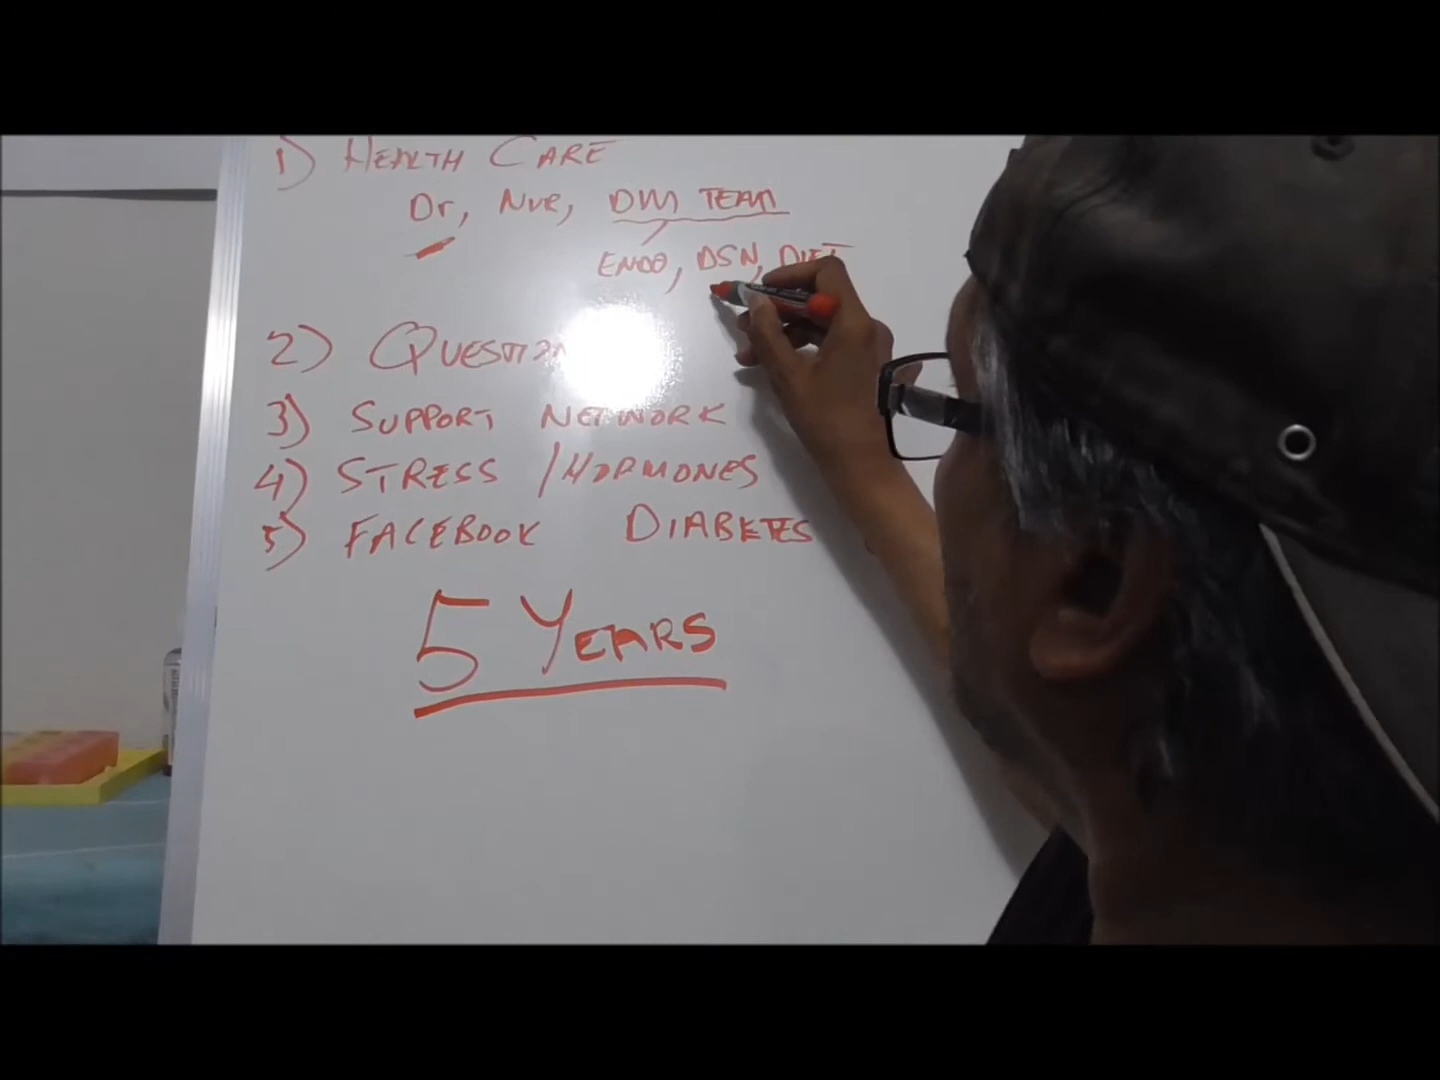 1) HEALTH CARE
Dr, Nur, DM TEAM
ENDO, DSN, DIET
2) QUESTION
3) SUPPORT NETWORK
4) STRESS / HORMONES
5) FACEBOOK DIABETES
5 YEARS